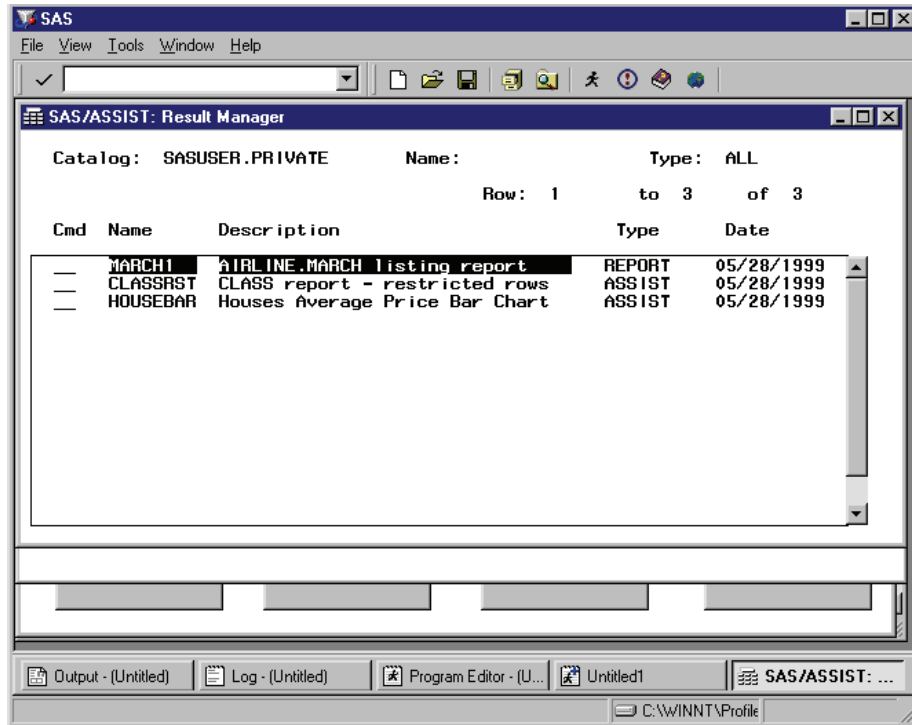 SAS
File View Tools Window Help
SAS/ASSIST: Result Manager
Catalog: SASUSER.PRIVATE Name: Type: ALL
Row: 1 to 3 of 3
Cmd Name Description Type Date
MARCH1 AIRLINE.MARCH listing report REPORT 05/28/1999
CLASSRST CLASS report - restricted rows ASSIST 05/28/1999
HOUSEBAR Houses Average Price Bar Chart ASSIST 05/28/1999
Output - (Untitled) Log - (Untitled) Program Editor - (U... Untitled1 SAS/ASSIST: ...
C:\WINNT\Profile